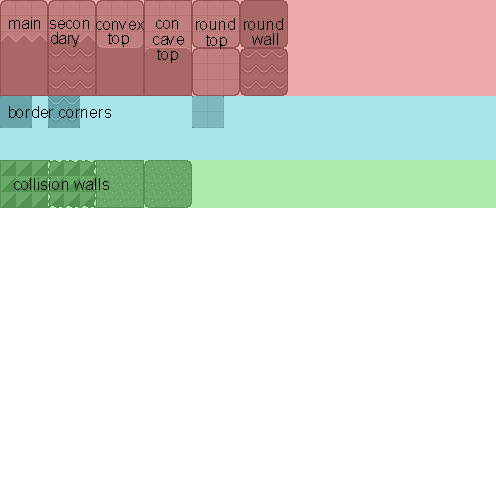 main
secon
dary
convex
top
con
cave
top
round
top
round
wall
border corners
collision walls